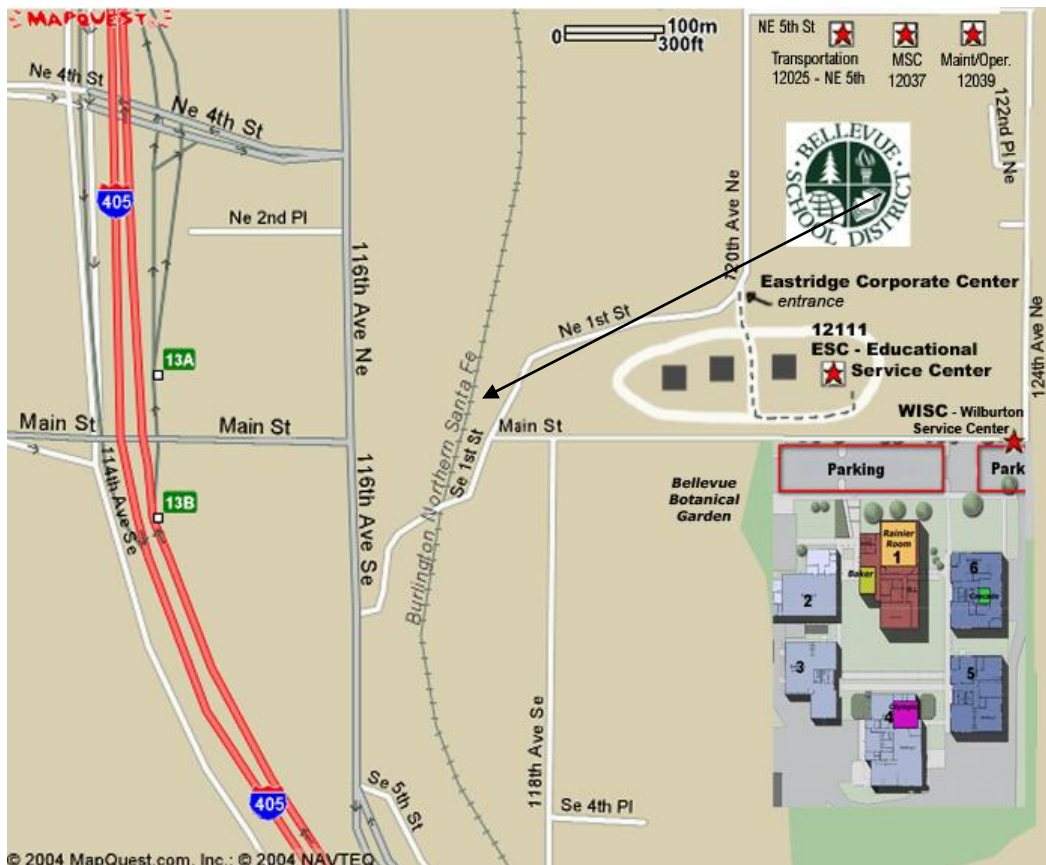 MAPQUEST
0 100m
300ft
NE 5th St
Transportation
12025 - NE 5th
MSC
12037
Maint/Oper.
12039
Ne 4th St
Ne 4th St
122nd Pl Ne
BELLEVUE
SCHOOL DISTRICT
405
Ne 2nd Pl
120th Ave Ne
116th Ave Ne
Eastridge Corporate Center
entrance
Ne 1st St
12111
ESC - Educational
Service Center
124th Ave Ne
13A
Burlington Northern Santa Fe
WISC - Wilburton
Service Center
Main St
Main St
Main St
Se 1st St
114th Ave Se
116th Ave Se
Parking
Park
Bellevue
Botanical
Garden
13B
Rainier
Room
1
Baker
6
Cascade
2
3
5
Olympic
4
118th Ave Se
Se 5th St
Se 4th Pl
405
© 2004 MapQuest.com, Inc.; © 2004 NAVTEQ